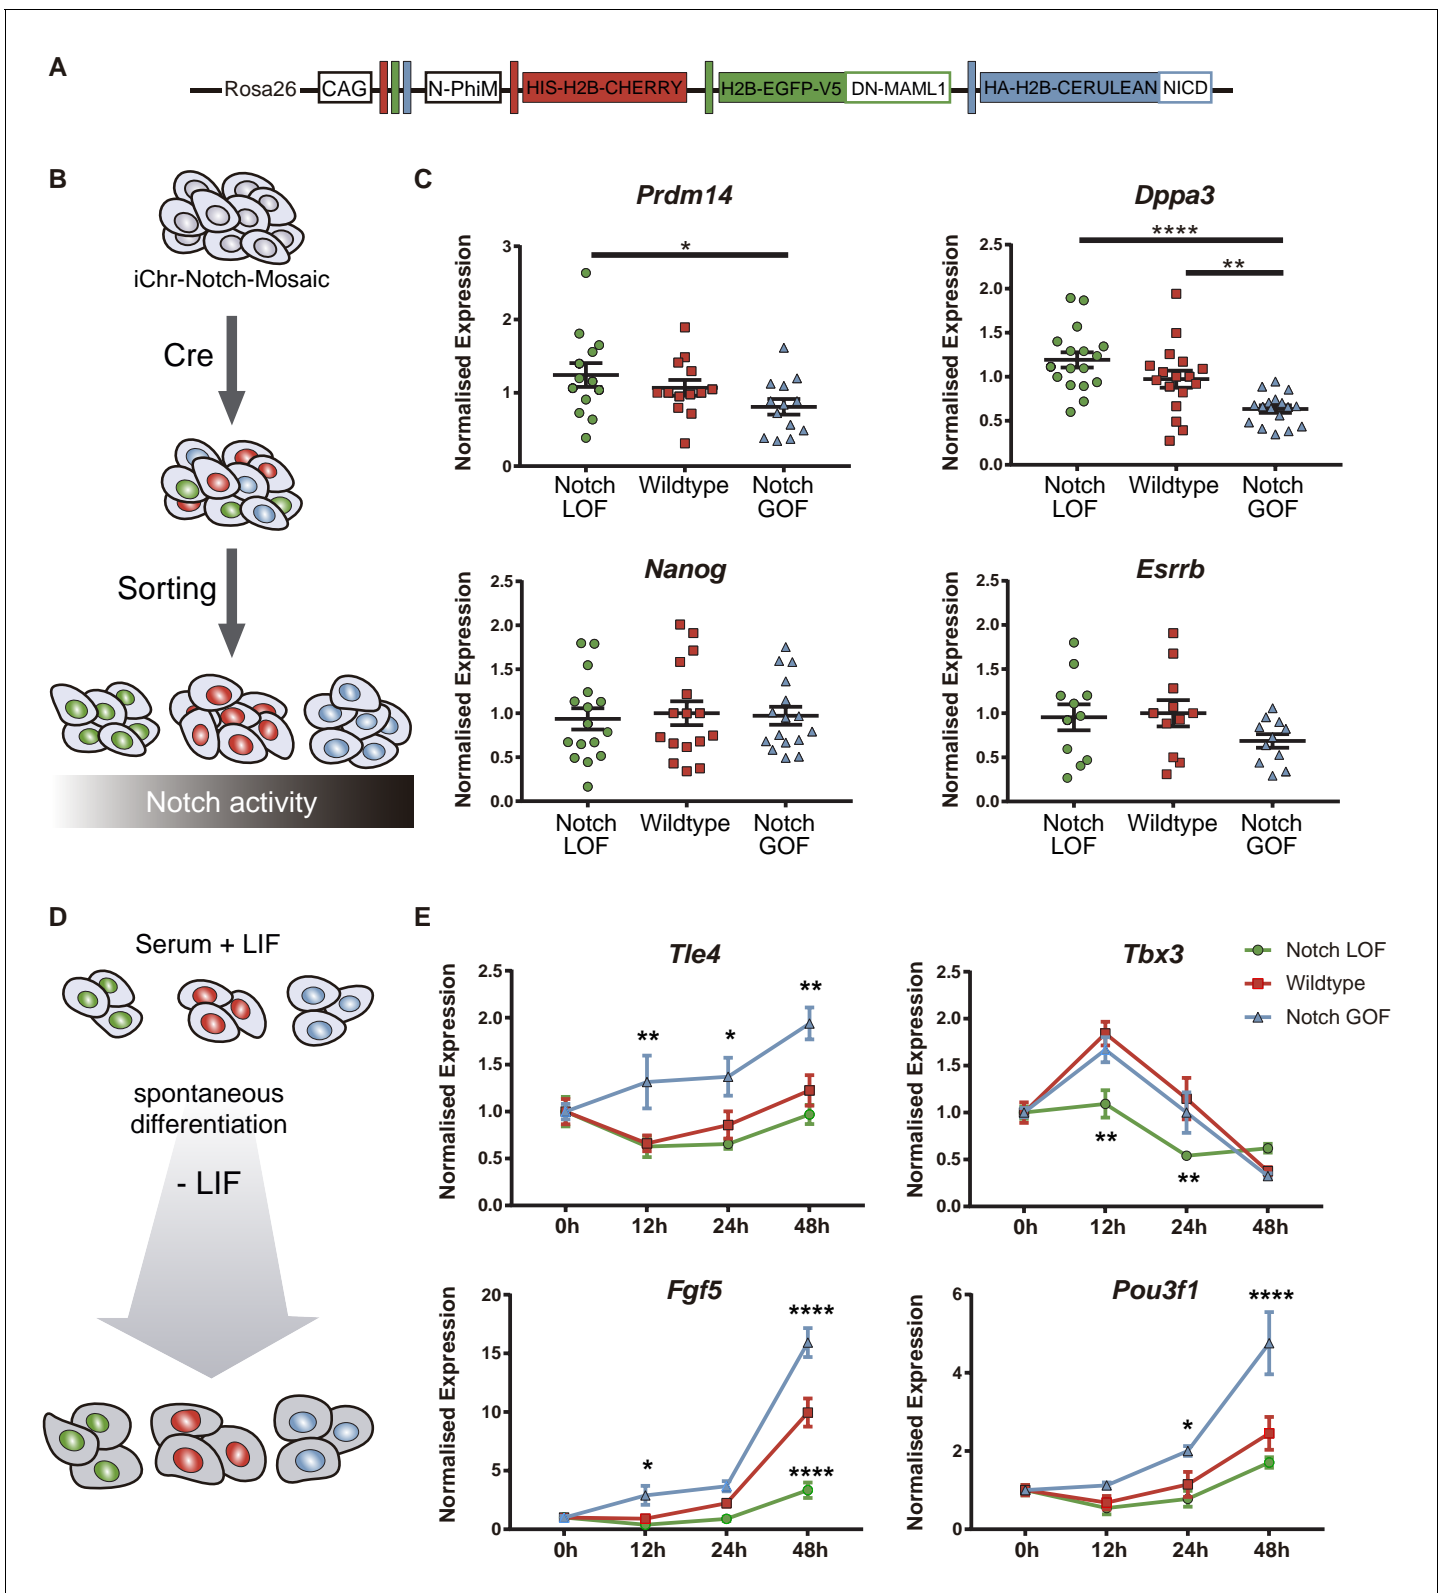 A
Rosa26 CAG N-PhiM HIS-H2B-CHERRY H2B-EGFP-V5 DN-MAML1 HA-H2B-CERULEAN NICD
B
iChr-Notch-Mosaic
Cre
Sorting
Notch activity
C
Prdm14
Normalised Expression
3
2
1
0
*
Notch LOF
Wildtype
Notch GOF
Dppa3
Normalised Expression
2.5
2.0
1.5
1.0
0.5
0.0
****
**
Notch LOF
Wildtype
Notch GOF
Nanog
Normalised Expression
2.5
2.0
1.5
1.0
0.5
0.0
Notch LOF
Wildtype
Notch GOF
Esrrb
Normalised Expression
2.5
2.0
1.5
1.0
0.5
0.0
Notch LOF
Wildtype
Notch GOF
D
Serum + LIF
spontaneous
differentiation
- LIF
E
Tle4
Normalised Expression
2.5
2.0
1.5
1.0
0.5
0.0
**
*
**
0h 12h 24h 48h
Tbx3
Normalised Expression
2.5
2.0
1.5
1.0
0.5
0.0
**
**
0h 12h 24h 48h
Notch LOF
Wildtype
Notch GOF
Fgf5
Normalised Expression
20
15
10
5
0
*
****
****
0h 12h 24h 48h
Pou3f1
Normalised Expression
6
4
2
0
*
****
0h 12h 24h 48h